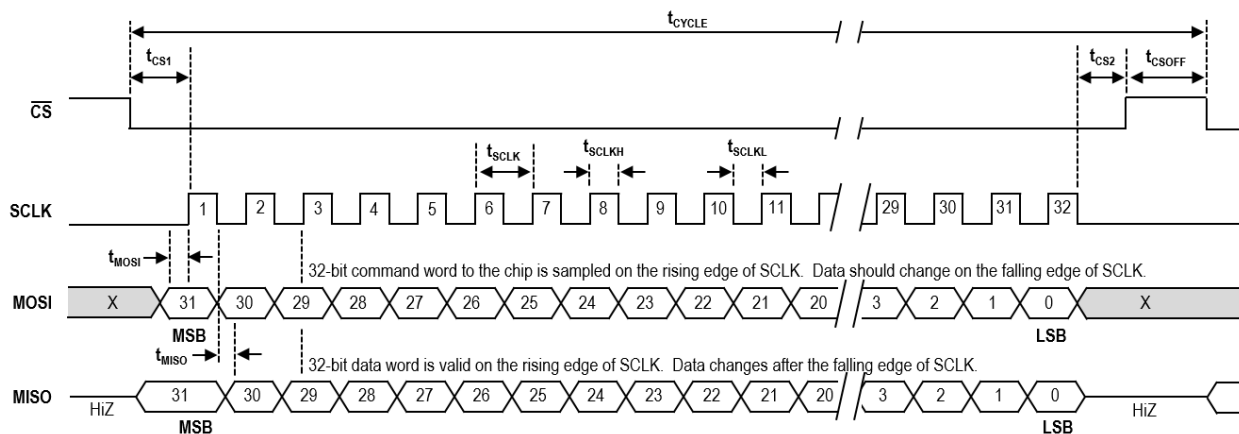 tCYCLE
tCS1 tCS2 tCSOFF
CS
tSCLK tSCLKH tSCLKL
SCLK 1 2 3 4 5 6 7 8 9 10 11 29 30 31 32
tMOSI
32-bit command word to the chip is sampled on the rising edge of SCLK. Data should change on the falling edge of SCLK.
MOSI X 31 30 29 28 27 26 25 24 23 22 21 20 3 2 1 0 X
MSB LSB
tMISO
32-bit data word is valid on the rising edge of SCLK. Data changes after the falling edge of SCLK.
MISO 31 30 29 28 27 26 25 24 23 22 21 20 3 2 1 0
HiZ HiZ
MSB LSB